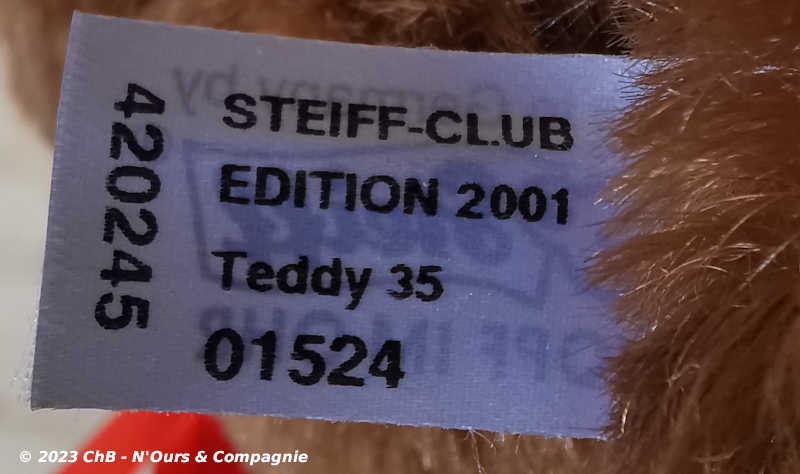 420245
STEIFF-CLUB
EDITION 2001
Teddy 35
01524
© 2023 ChB - N'Ours & Compagnie